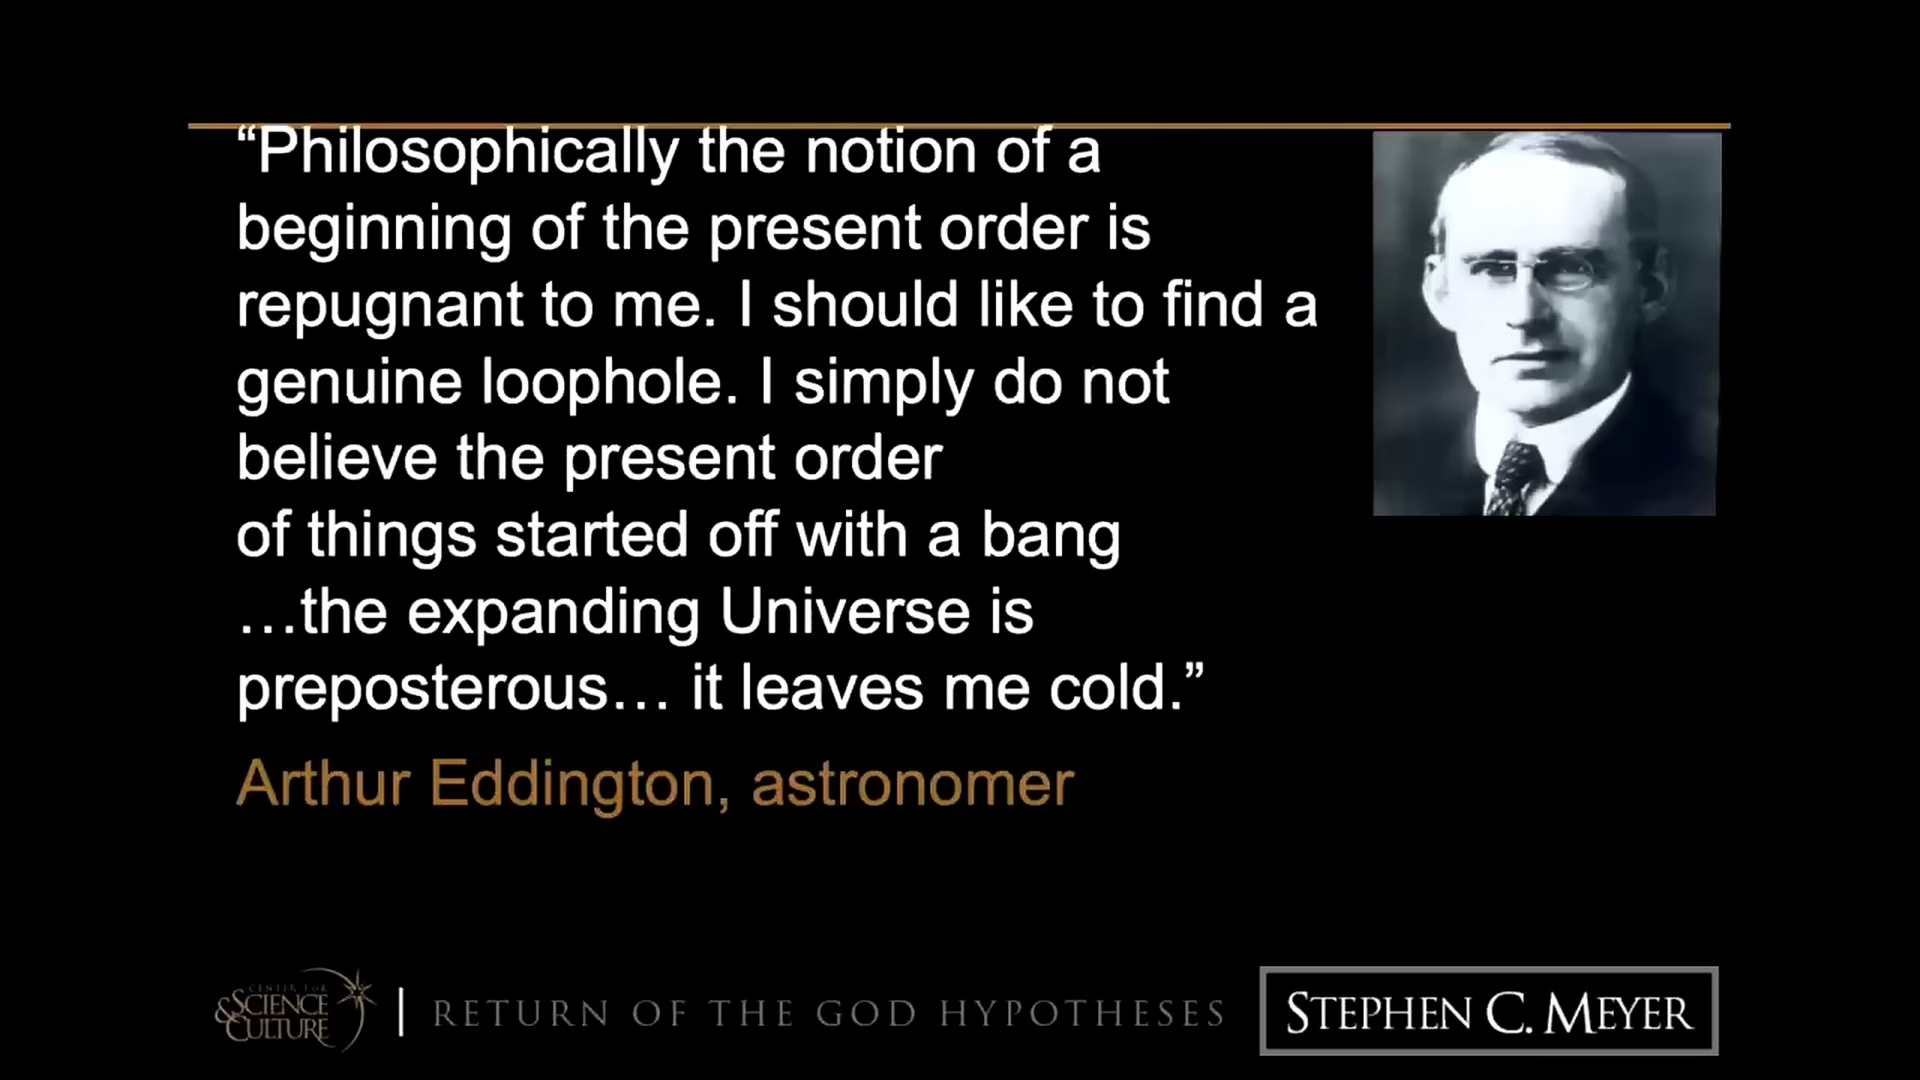 “Philosophically the notion of a
beginning of the present order is
repugnant to me. I should like to find a
genuine loophole. I simply do not
believe the present order
of things started off with a bang
…the expanding Universe is
preposterous… it leaves me cold.”
Arthur Eddington, astronomer
CENTER FOR
SCIENCE
& CULTURE
RETURN OF THE GOD HYPOTHESES
STEPHEN C. MEYER